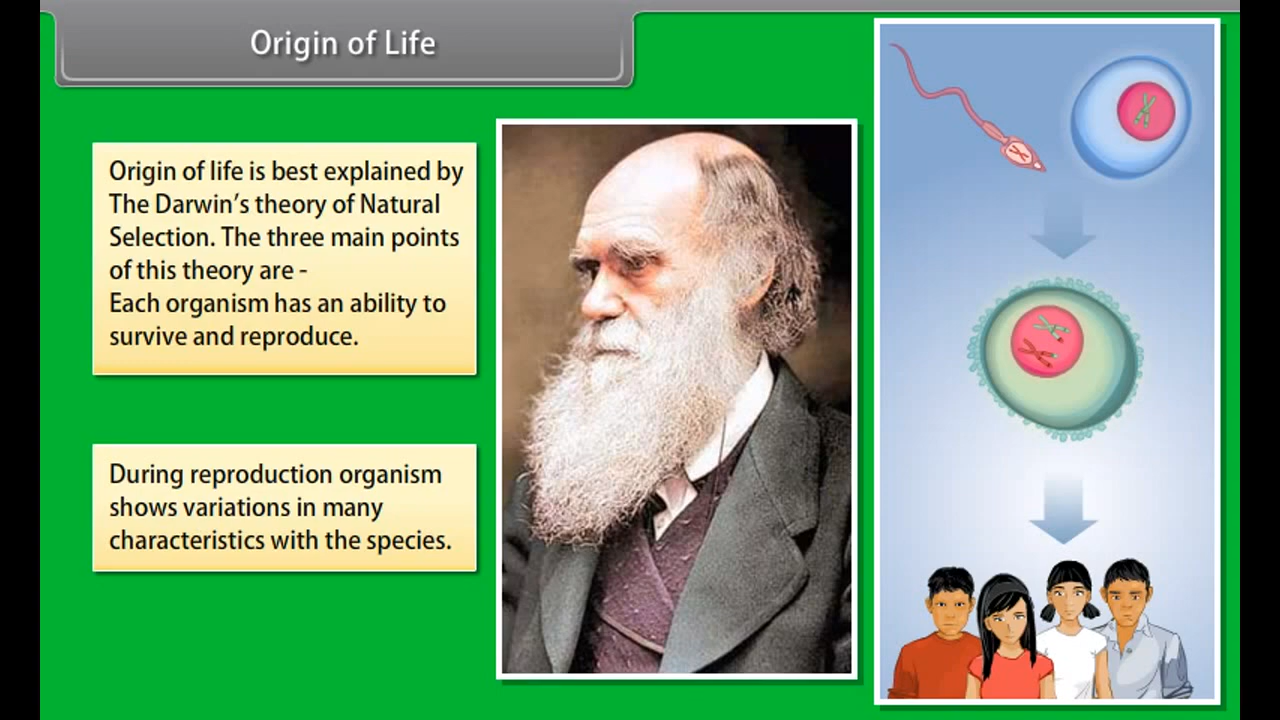 Origin of Life
Origin of life is best explained by
The Darwin's theory of Natural
Selection. The three main points
of this theory are -
Each organism has an ability to
survive and reproduce.
During reproduction organism
shows variations in many
characteristics with the species.